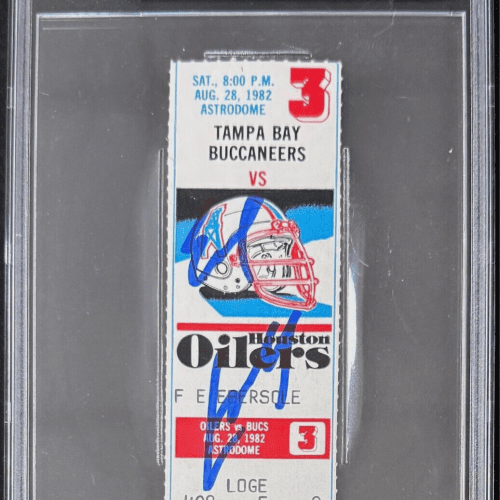 SAT., 8:00 P.M.
AUG. 28, 1982
ASTRODOME
3
TAMPA BAY
BUCCANEERS
VS
Houston
Oilers
F E EBERSOLE
OILERS vs BUCS
AUG. 28, 1982
ASTRODOME
3
LOGE